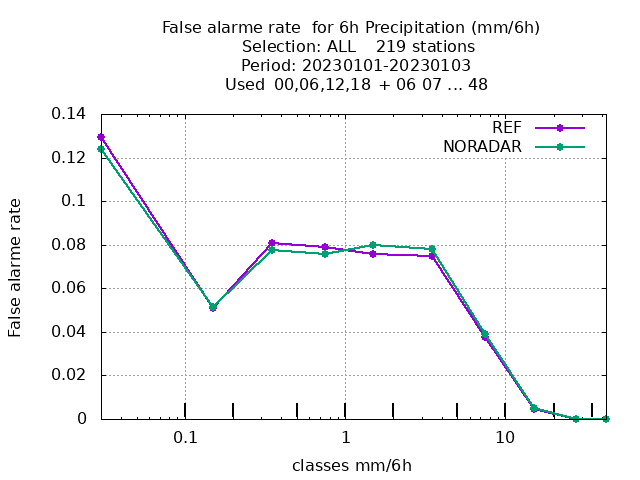 False alarme rate  for 6h Precipitation (mm/6h)
Selection: ALL    219 stations
Period: 20230101-20230103
Used  00,06,12,18  + 06 07 ... 48
REF
NORADAR
0.14
0.12
0.1
0.08
0.06
0.04
0.02
0
False alarme rate
0.1
1
10
classes mm/6h